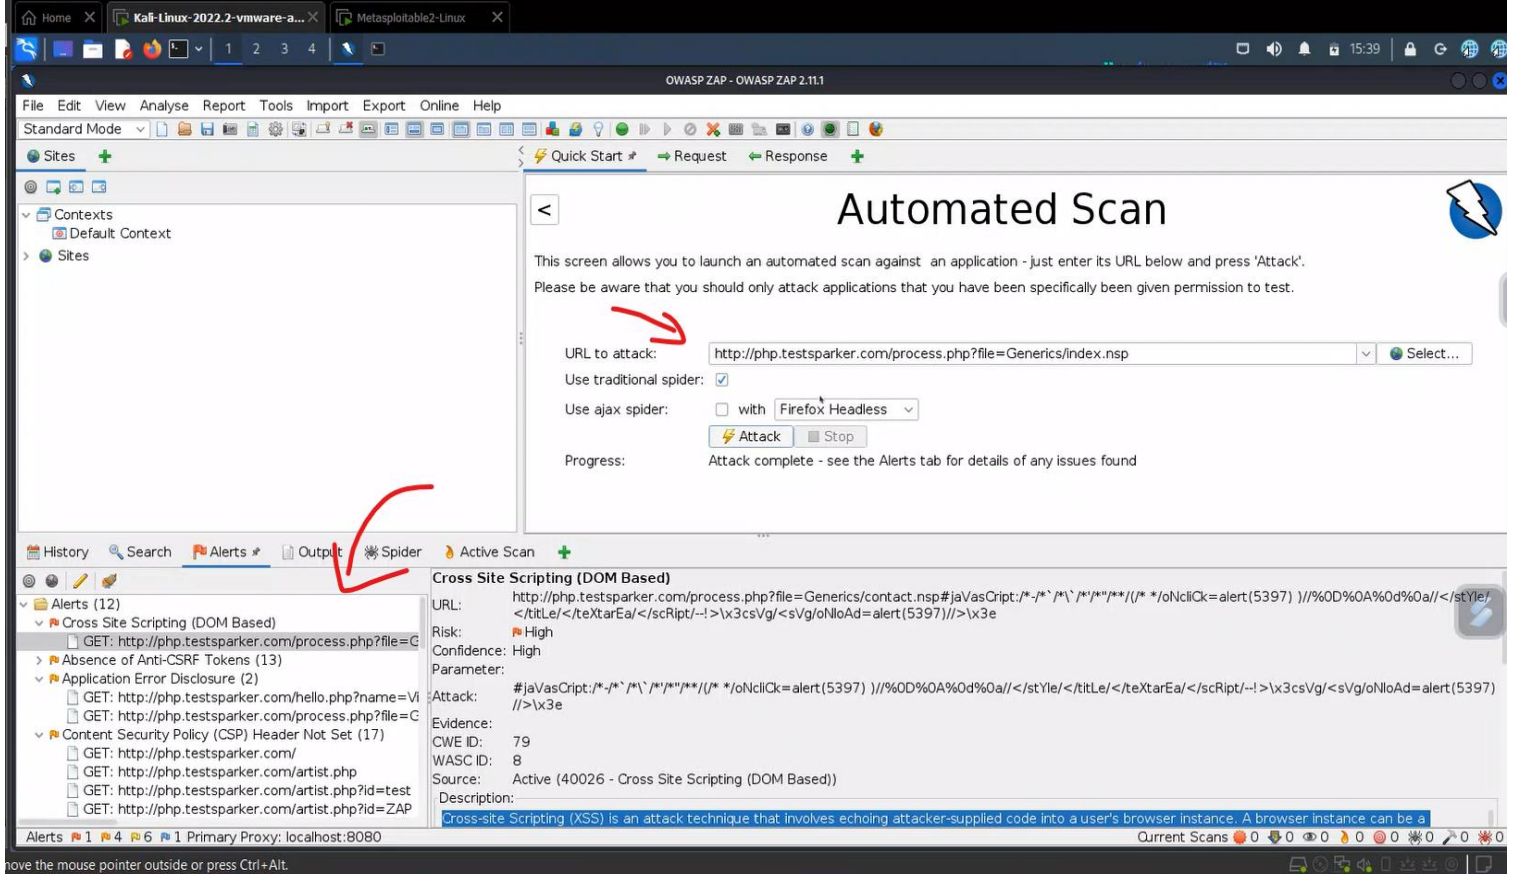 Home
Kali-Linux-2022.2-vmware-a...
Metasploitable2-Linux
1 2 3 4
15:39
OWASP ZAP - OWASP ZAP 2.11.1
File Edit View Analyse Report Tools Import Export Online Help
Standard Mode
Sites
Quick Start
Request
Response
Contexts
Default Context
Sites
<
Automated Scan
This screen allows you to launch an automated scan against an application - just enter its URL below and press 'Attack'.
Please be aware that you should only attack applications that you have been specifically been given permission to test.
URL to attack: http://php.testsparker.com/process.php?file=Generics/index.nsp Select...
Use traditional spider:
Use ajax spider: with Firefox Headless
Attack Stop
Progress: Attack complete - see the Alerts tab for details of any issues found
History Search Alerts Output Spider Active Scan
Alerts (12)
Cross Site Scripting (DOM Based)
GET: http://php.testsparker.com/process.php?file=G
Absence of Anti-CSRF Tokens (13)
Application Error Disclosure (2)
GET: http://php.testsparker.com/hello.php?name=Vi
GET: http://php.testsparker.com/process.php?file=G
Content Security Policy (CSP) Header Not Set (17)
GET: http://php.testsparker.com/
GET: http://php.testsparker.com/artist.php
GET: http://php.testsparker.com/artist.php?id=test
GET: http://php.testsparker.com/artist.php?id=ZAP
Cross Site Scripting (DOM Based)
URL: http://php.testsparker.com/process.php?file=Generics/contact.nsp#jaVasCript:/*-/*`/*\`/*'/*"/**/(/* */oNcliCk=alert(5397) )//%0D%0A%0d%0a//</stYle/
</titLe/</teXtarEa/</scRipt/--!>\x3csVg/<sVg/oNloAd=alert(5397)//>\x3e
Risk: High
Confidence: High
Parameter:
Attack: #jaVasCript:/*-/*`/*\`/*'/*"/**/(/* */oNcliCk=alert(5397) )//%0D%0A%0d%0a//</stYle/</titLe/</teXtarEa/</scRipt/--!>\x3csVg/<sVg/oNloAd=alert(5397)
//>\x3e
Evidence:
CWE ID: 79
WASC ID: 8
Source: Active (40026 - Cross Site Scripting (DOM Based))
Description:
Cross-site Scripting (XSS) is an attack technique that involves echoing attacker-supplied code into a user's browser instance. A browser instance can be a
Alerts 1 4 6 1 Primary Proxy: localhost:8080
Current Scans 0 0 0 0 0 0 0 0
nove the mouse pointer outside or press Ctrl+Alt.